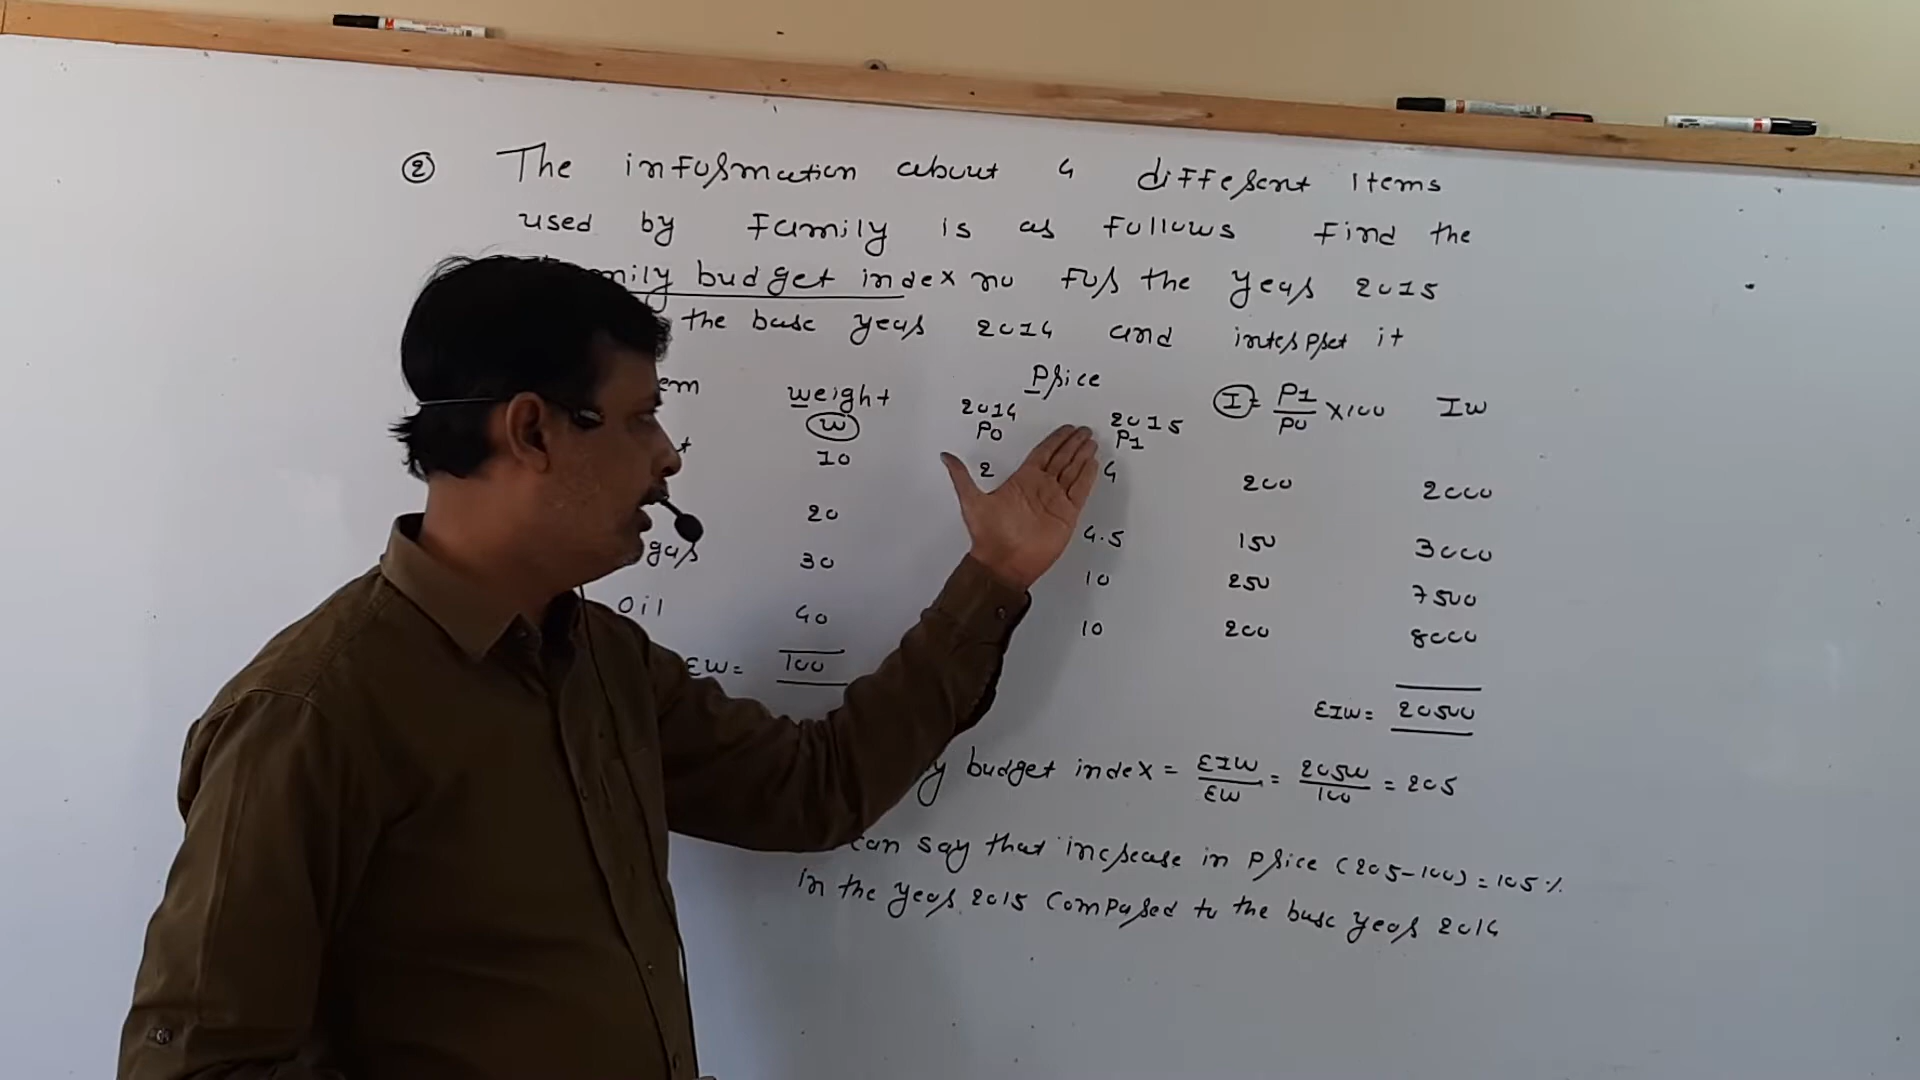 ② The information about 4 different Items
used by Family is as Follows Find the
budget index no For the year 2015
the base year 2014 and interpret it
weight Price
2014 2015 I = P1/P0 ×100 IW
W P0 P1
10 2 4 200 2000
20 4.5 150 3000
30 10 250 7500
Oil 40 10 200 8000
ΣW = 100
ΣIW = 20500
budget index = ΣIW/ΣW = 20500/100 = 205
can say that increase in Price (205-100) = 105%
in the year 2015 Compared to the base year 2014